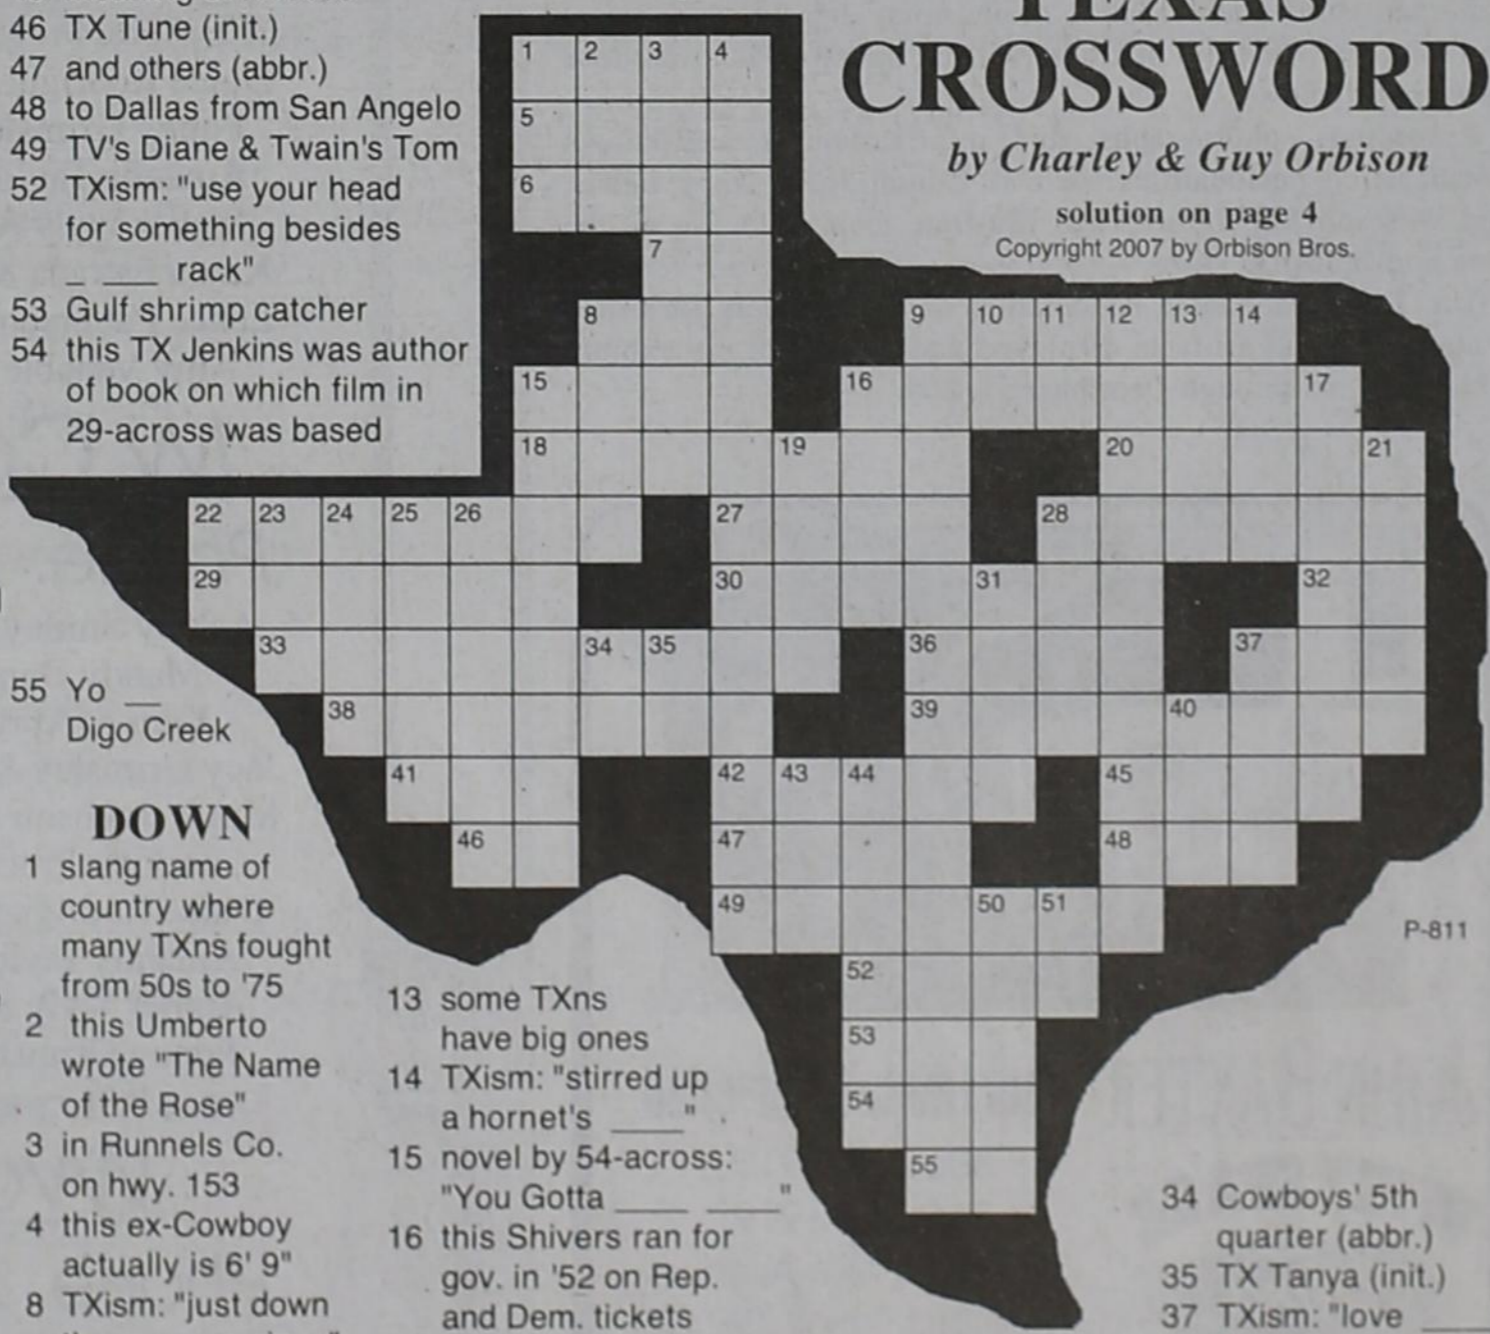 46 TX Tune (init.)
47 and others (abbr.)
48 to Dallas from San Angelo
49 TV's Diane & Twain's Tom
52 TXism: "use your head
for something besides
_ ___ rack"
53 Gulf shrimp catcher
54 this TX Jenkins was author
of book on which film in
29-across was based
55 Yo __
Digo Creek
TEXAS
CROSSWORD
by Charley & Guy Orbison
solution on page 4
Copyright 2007 by Orbison Bros.
1 2 3 4
5
6
7
8 9 10 11 12 13 14
15 16 17
18 19 20 21
22 23 24 25 26 27 28
29 30 31 32
33 34 35 36 37
38 39 40
41 42 43 44 45
46 47 48
49 50 51
52
53
54
55
P-811
DOWN
1 slang name of
country where
many TXns fought
from 50s to '75
2 this Umberto
wrote "The Name
of the Rose"
3 in Runnels Co.
on hwy. 153
4 this ex-Cowboy
actually is 6' 9"
8 TXism: "just down
13 some TXns
have big ones
14 TXism: "stirred up
a hornet's ____"
15 novel by 54-across:
"You Gotta ____ ____"
16 this Shivers ran for
gov. in '52 on Rep.
and Dem. tickets
34 Cowboys' 5th
quarter (abbr.)
35 TX Tanya (init.)
37 TXism: "love ____